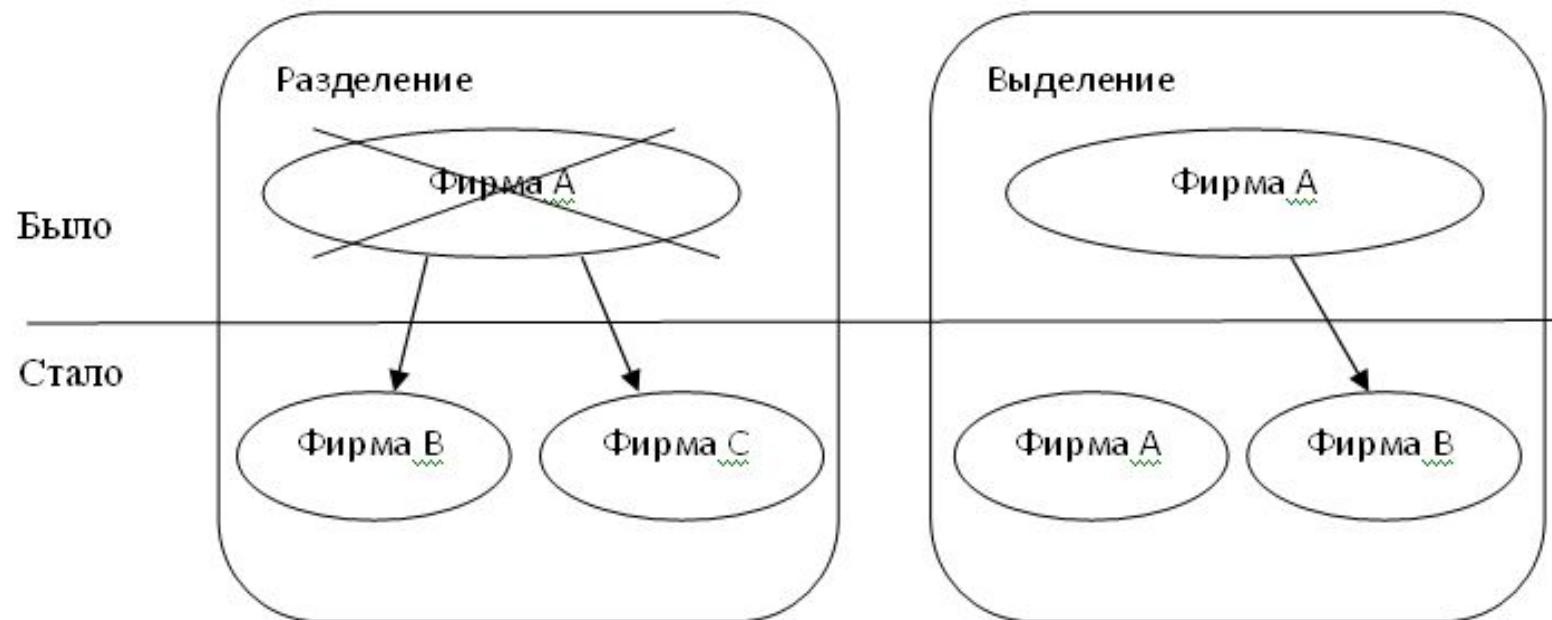 Разделение
Выделение
Фирма А
Фирма А
Было
Стало
Фирма В
Фирма С
Фирма А
Фирма В